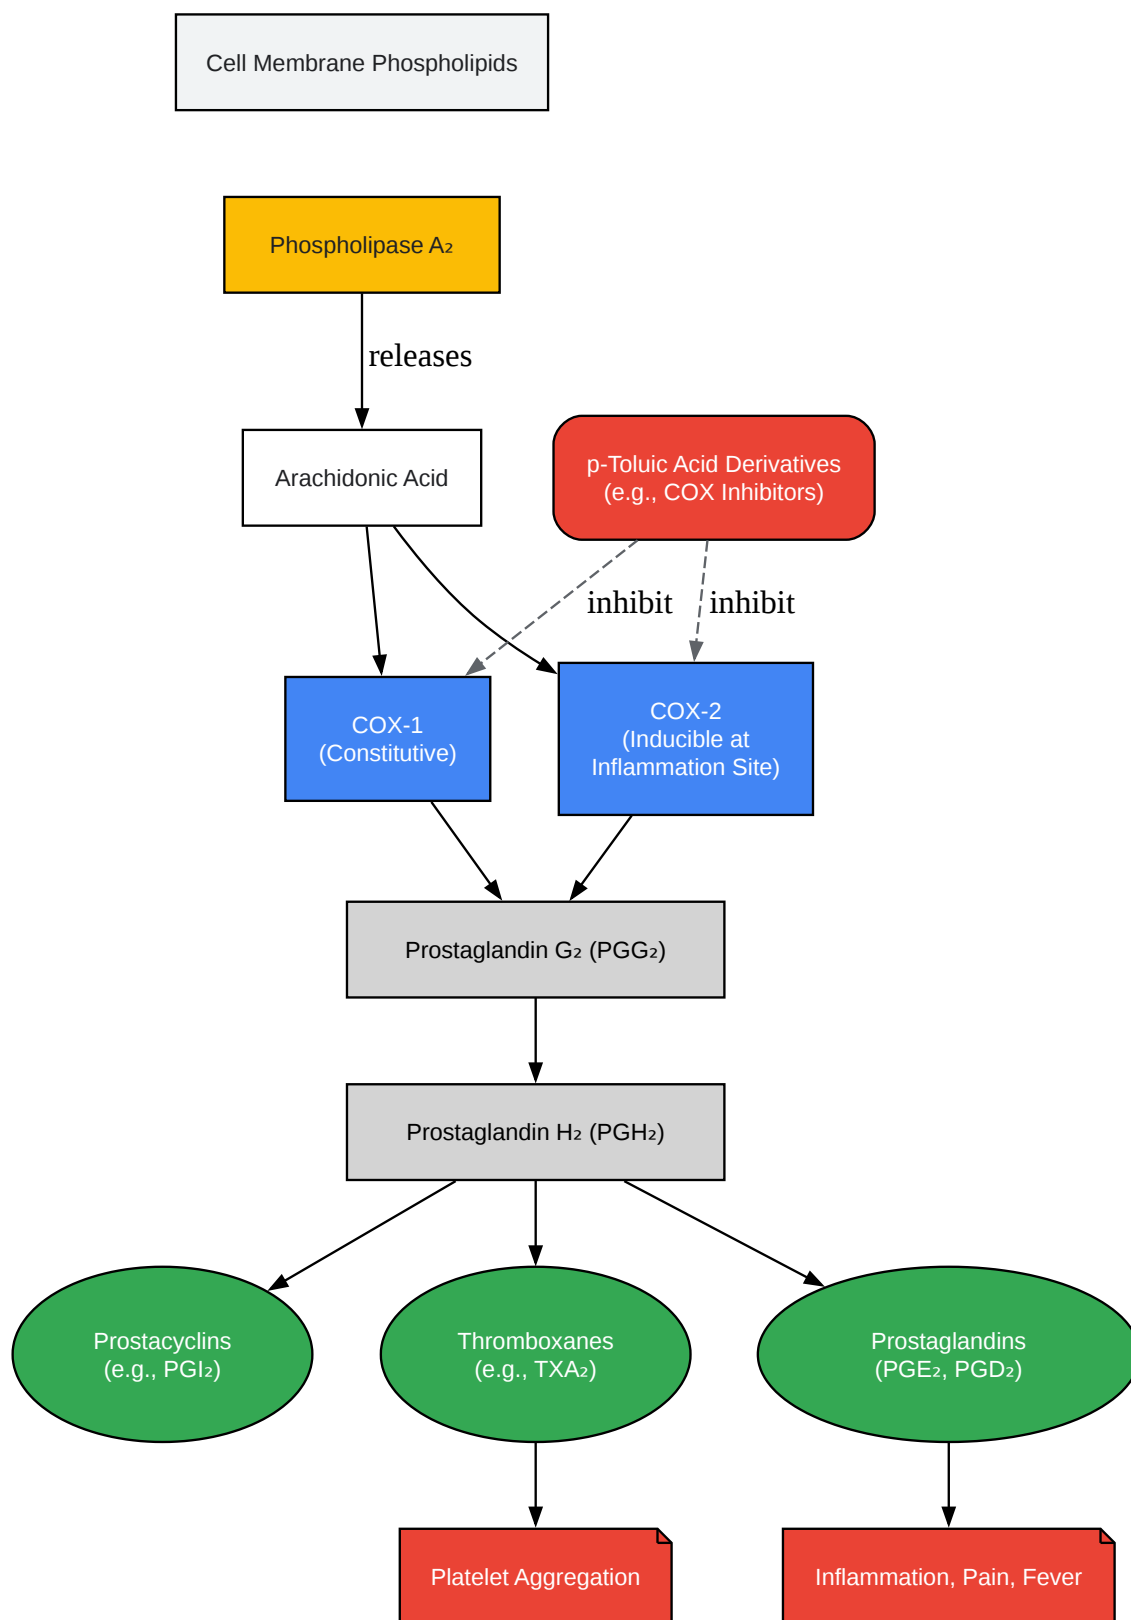 Cell Membrane Phospholipids
Phospholipase A₂
releases
Arachidonic Acid
p-Toluic Acid Derivatives
(e.g., COX Inhibitors)
inhibit
inhibit
COX-1
(Constitutive)
COX-2
(Inducible at
Inflammation Site)
Prostaglandin G₂ (PGG₂)
Prostaglandin H₂ (PGH₂)
Prostacyclins
(e.g., PGI₂)
Thromboxanes
(e.g., TXA₂)
Prostaglandins
(PGE₂, PGD₂)
Platelet Aggregation
Inflammation, Pain, Fever